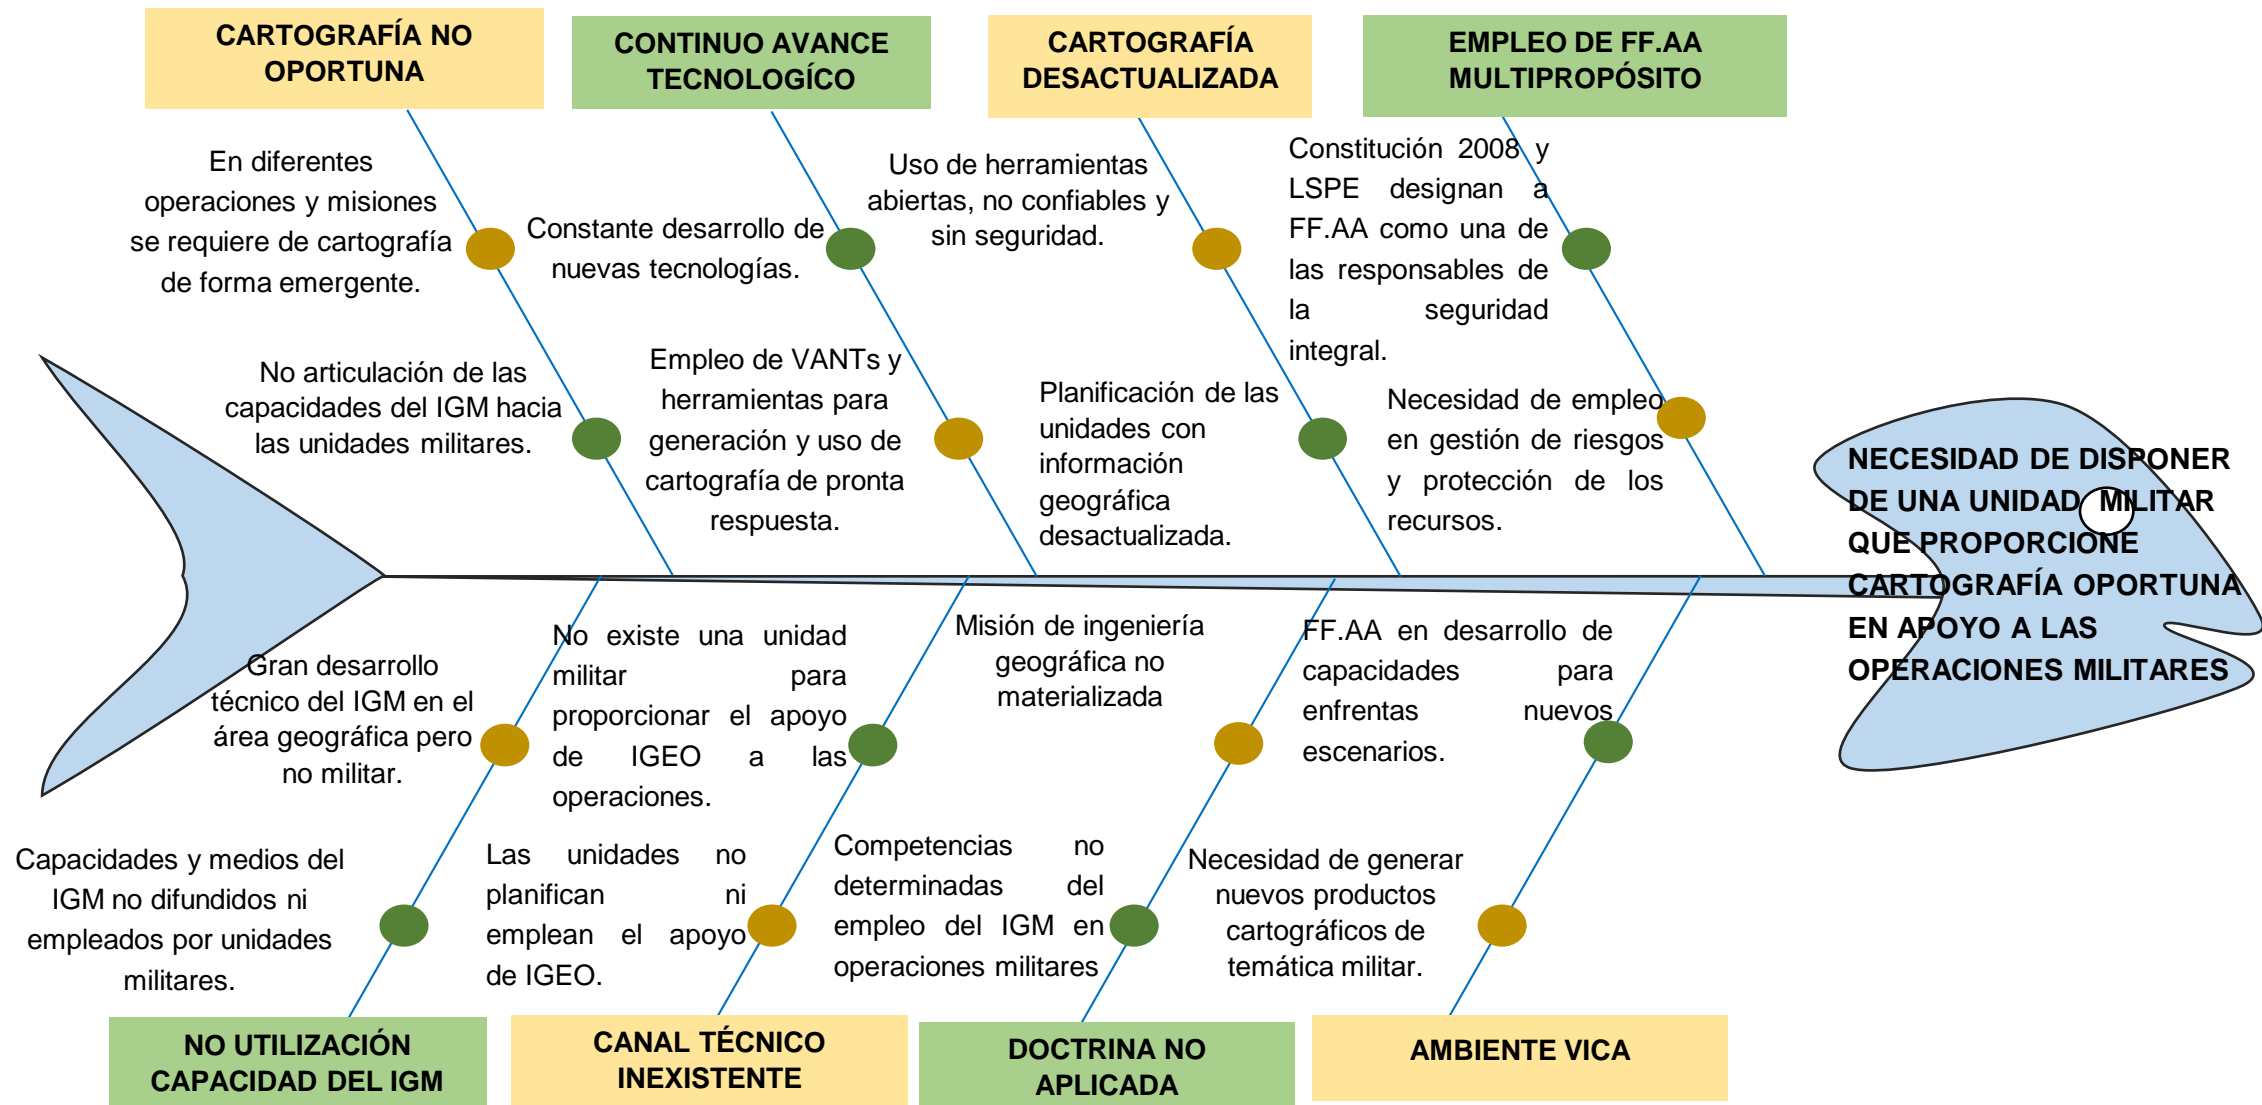 CARTOGRAFÍA NO
OPORTUNA
CONTINUO AVANCE
TECNOLOGÍCO
CARTOGRAFÍA
DESACTUALIZADA
EMPLEO DE FF.AA
MULTIPROPÓSITO
En diferentes
operaciones y misiones
se requiere de cartografía
de forma emergente.
Constante desarrollo de
nuevas tecnologías.
Uso de herramientas
abiertas, no confiables y
sin seguridad.
Constitución 2008 y
LSPE designan a
FF.AA como una de
las responsables de
la seguridad
integral.
No articulación de las
capacidades del IGM hacia
las unidades militares.
Empleo de VANTs y
herramientas para
generación y uso de
cartografía de pronta
respuesta.
Planificación de las
unidades con
información
geográfica
desactualizada.
Necesidad de empleo
en gestión de riesgos
y protección de los
recursos.
NECESIDAD DE DISPONER
DE UNA UNIDAD MILITAR
QUE PROPORCIONE
CARTOGRAFÍA OPORTUNA
EN APOYO A LAS
OPERACIONES MILITARES
Gran desarrollo
técnico del IGM en el
área geográfica pero
no militar.
No existe una unidad
militar para
proporcionar el apoyo
de IGEO a las
operaciones.
Misión de ingeniería
geográfica no
materializada
FF.AA en desarrollo de
capacidades para
enfrentas nuevos
escenarios.
Capacidades y medios del
IGM no difundidos ni
empleados por unidades
militares.
Las unidades no
planifican ni
emplean el apoyo
de IGEO.
Competencias no
determinadas del
empleo del IGM en
operaciones militares
Necesidad de generar
nuevos productos
cartográficos de
temática militar.
NO UTILIZACIÓN
CAPACIDAD DEL IGM
CANAL TÉCNICO
INEXISTENTE
DOCTRINA NO
APLICADA
AMBIENTE VICA